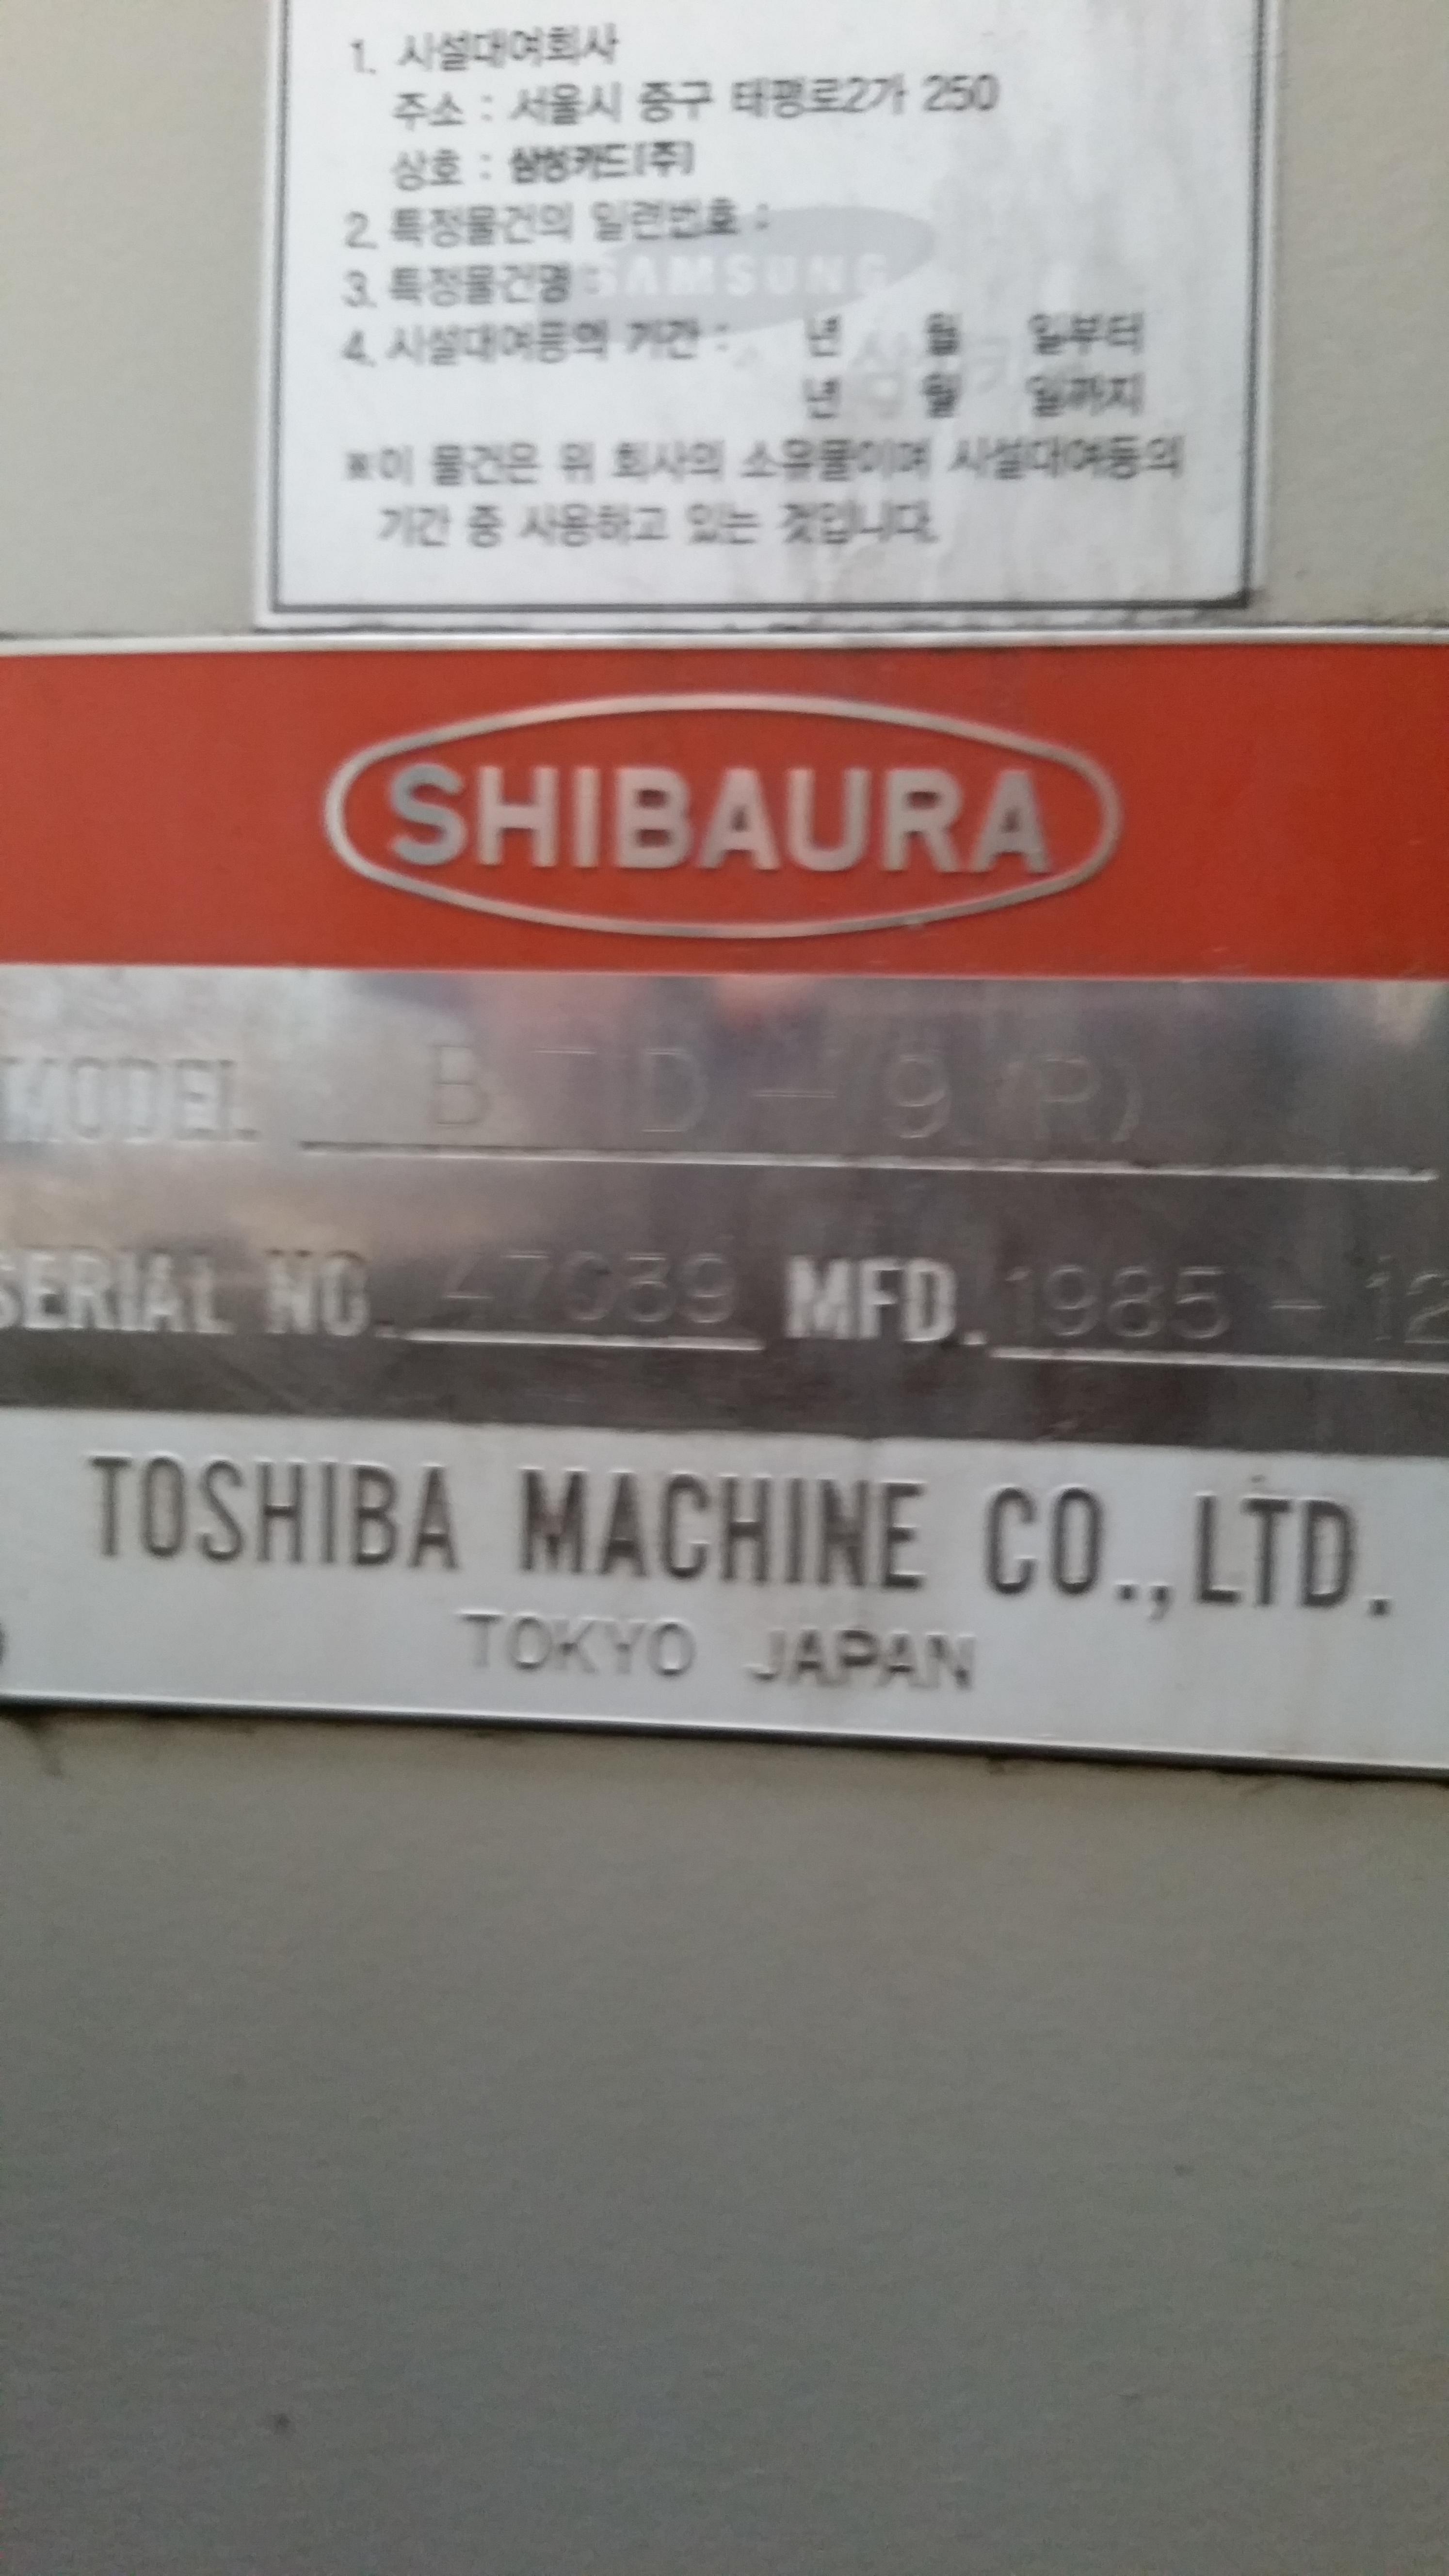 1. 시설대여회사
주소 : 서울시 중구 태평로2가 250
상호 : 삼성카드(주)
2. 특정물건의 일련번호 :
3. 특정물건명 :
SAMSUNG
4. 시설대여등의 기간 : 년 월 일부터
년 월 일까지
※이 물건은 위 회사의 소유물이며 시설대여등의
기간 중 사용하고 있는 것입니다.
SHIBAURA
MODEL BTD-9(R)
SERIAL NO. MFD. 1985-12
TOSHIBA MACHINE CO.,LTD.
TOKYO JAPAN